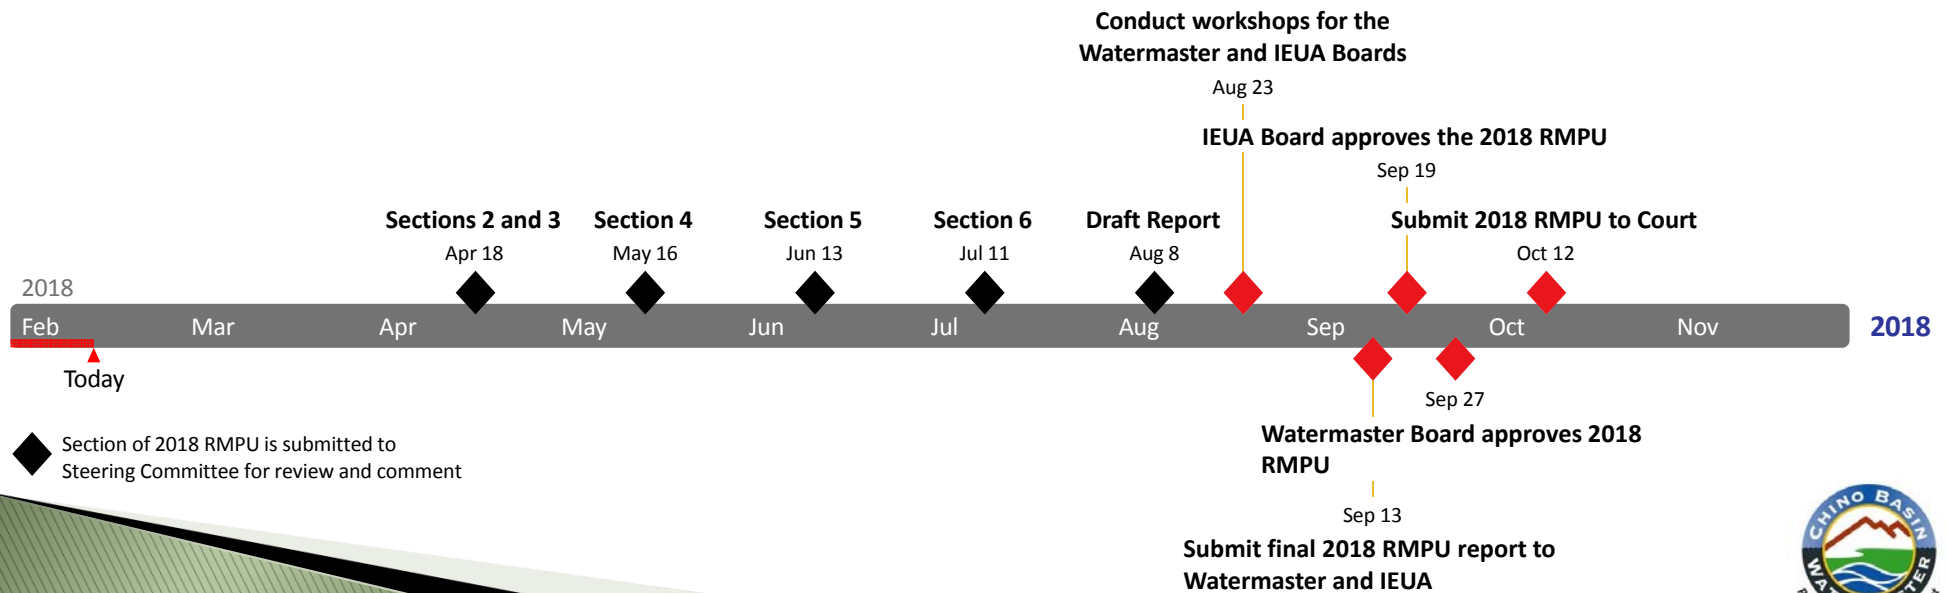 Conduct workshops for the
Watermaster and IEUA Boards
Aug 23
IEUA Board approves the 2018 RMPU
Sep 19
Sections 2 and 3
Apr 18
Section 4
May 16
Section 5
Jun 13
Section 6
Jul 11
Draft Report
Aug 8
Submit 2018 RMPU to Court
Oct 12
2018
Feb Mar Apr May Jun Jul Aug Sep Oct Nov 2018
Today
Sep 27
Watermaster Board approves 2018
RMPU
Section of 2018 RMPU is submitted to
Steering Committee for review and comment
Sep 13
Submit final 2018 RMPU report to
Watermaster and IEUA
CHINO BASIN